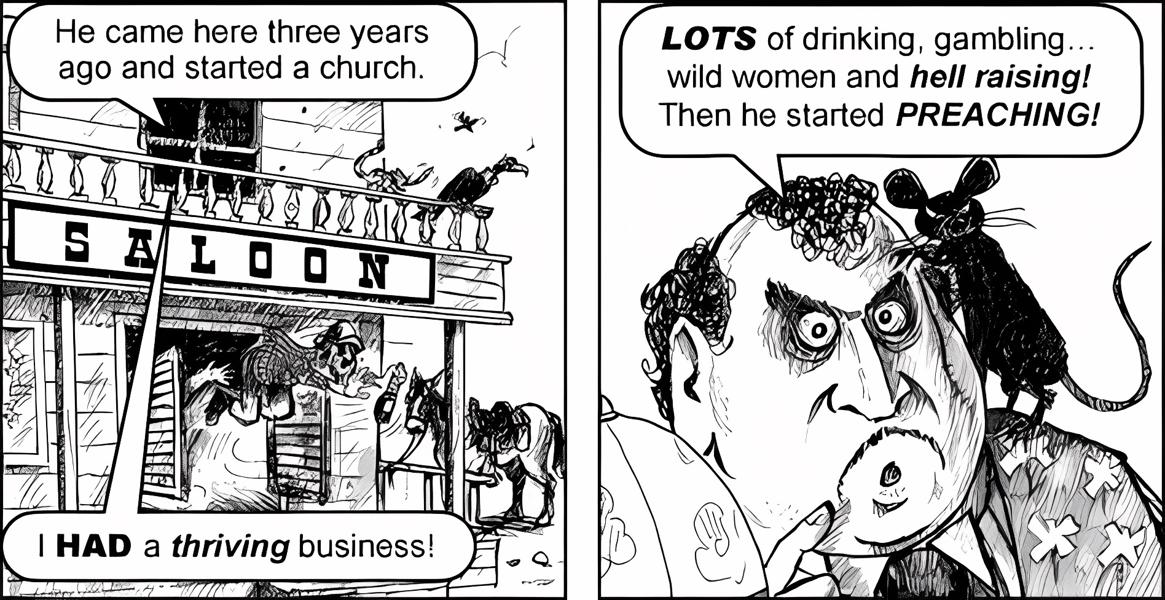 He came here three years
ago and started a church.
SALOON
I HAD a thriving business!
LOTS of drinking, gambling...
wild women and hell raising!
Then he started PREACHING!